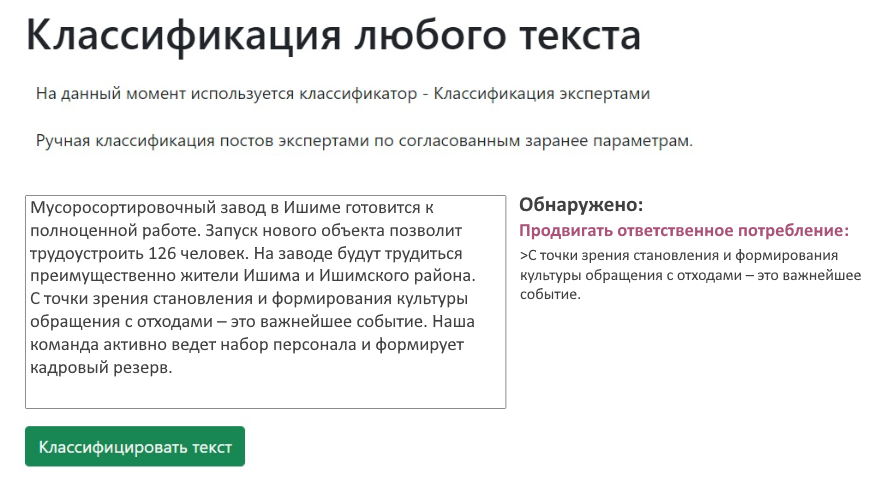 Классификация любого текста
На данный момент используется классификатор - Классификация экспертами
Ручная классификация постов экспертами по согласованным заранее параметрам.
Мусоросортировочный завод в Ишиме готовится к
полноценной работе. Запуск нового объекта позволит
трудоустроить 126 человек. На заводе будут трудиться
преимущественно жители Ишима и Ишимского района.
С точки зрения становления и формирования культуры
обращения с отходами – это важнейшее событие. Наша
команда активно ведет набор персонала и формирует
кадровый резерв.
Обнаружено:
Продвигать ответственное потребление:
>С точки зрения становления и формирования
культуры обращения с отходами – это важнейшее
событие.
Классифицировать текст